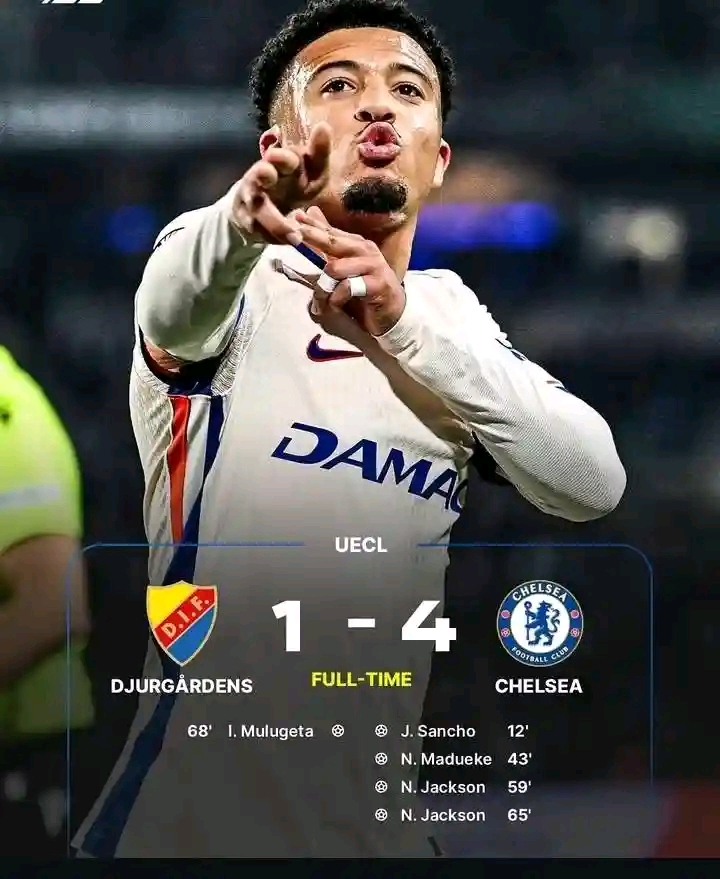 DAMAC
UECL
D.I.F.
1 - 4
CHELSEA
FOOTBALL CLUB
DJURGÅRDENS
FULL-TIME
CHELSEA
68' I. Mulugeta
J. Sancho 12'
N. Madueke 43'
N. Jackson 59'
N. Jackson 65'